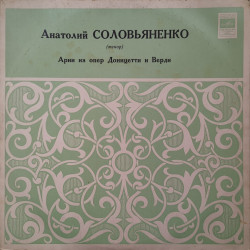 Анатолий СОЛОВЬЯНЕНКО
(тенор)
Арии из опер Доницетти и Верди